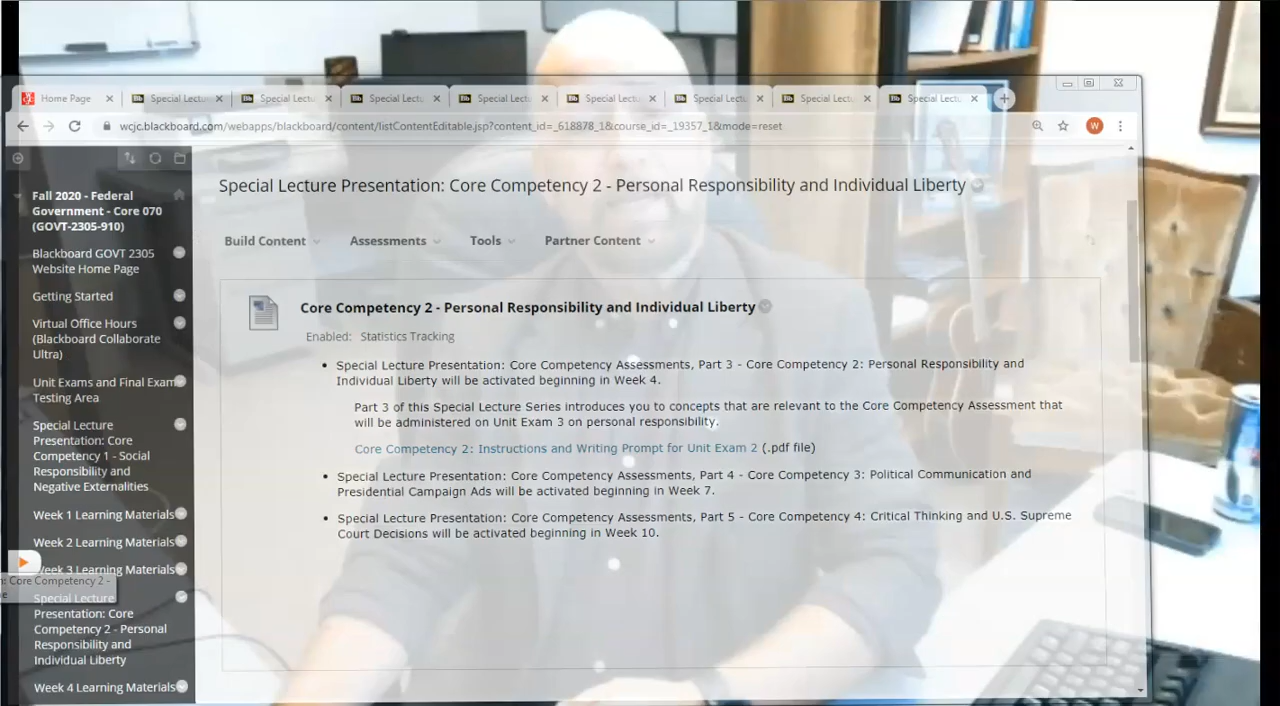 Home Page
Special Lectu
Special Lectu
Special Lectu
Special Lectu
Special Lectu
Special Lectu
Special Lectu
Special Lectu
wcjc.blackboard.com/webapps/blackboard/content/listContentEditable.jsp?content_id=_618878_1&course_id=_19357_1&mode=reset
W
Fall 2020 - Federal
Government - Core 070
(GOVT-2305-910)
Blackboard GOVT 2305
Website Home Page
Getting Started
Virtual Office Hours
(Blackboard Collaborate
Ultra)
Unit Exams and Final Exam
Testing Area
Special Lecture
Presentation: Core
Competency 1 - Social
Responsibility and
Negative Externalities
Week 1 Learning Materials
Week 2 Learning Materials
Week 3 Learning Materials
n: Core Competency 2 -
Special Lecture
Presentation: Core
Competency 2 - Personal
Responsibility and
Individual Liberty
Week 4 Learning Materials
Special Lecture Presentation: Core Competency 2 - Personal Responsibility and Individual Liberty
Build Content
Assessments
Tools
Partner Content
Core Competency 2 - Personal Responsibility and Individual Liberty
Enabled: Statistics Tracking
• Special Lecture Presentation: Core Competency Assessments, Part 3 - Core Competency 2: Personal Responsibility and
Individual Liberty will be activated beginning in Week 4.
Part 3 of this Special Lecture Series introduces you to concepts that are relevant to the Core Competency Assessment that
will be administered on Unit Exam 3 on personal responsibility.
Core Competency 2: Instructions and Writing Prompt for Unit Exam 2 (.pdf file)
• Special Lecture Presentation: Core Competency Assessments, Part 4 - Core Competency 3: Political Communication and
Presidential Campaign Ads will be activated beginning in Week 7.
• Special Lecture Presentation: Core Competency Assessments, Part 5 - Core Competency 4: Critical Thinking and U.S. Supreme
Court Decisions will be activated beginning in Week 10.